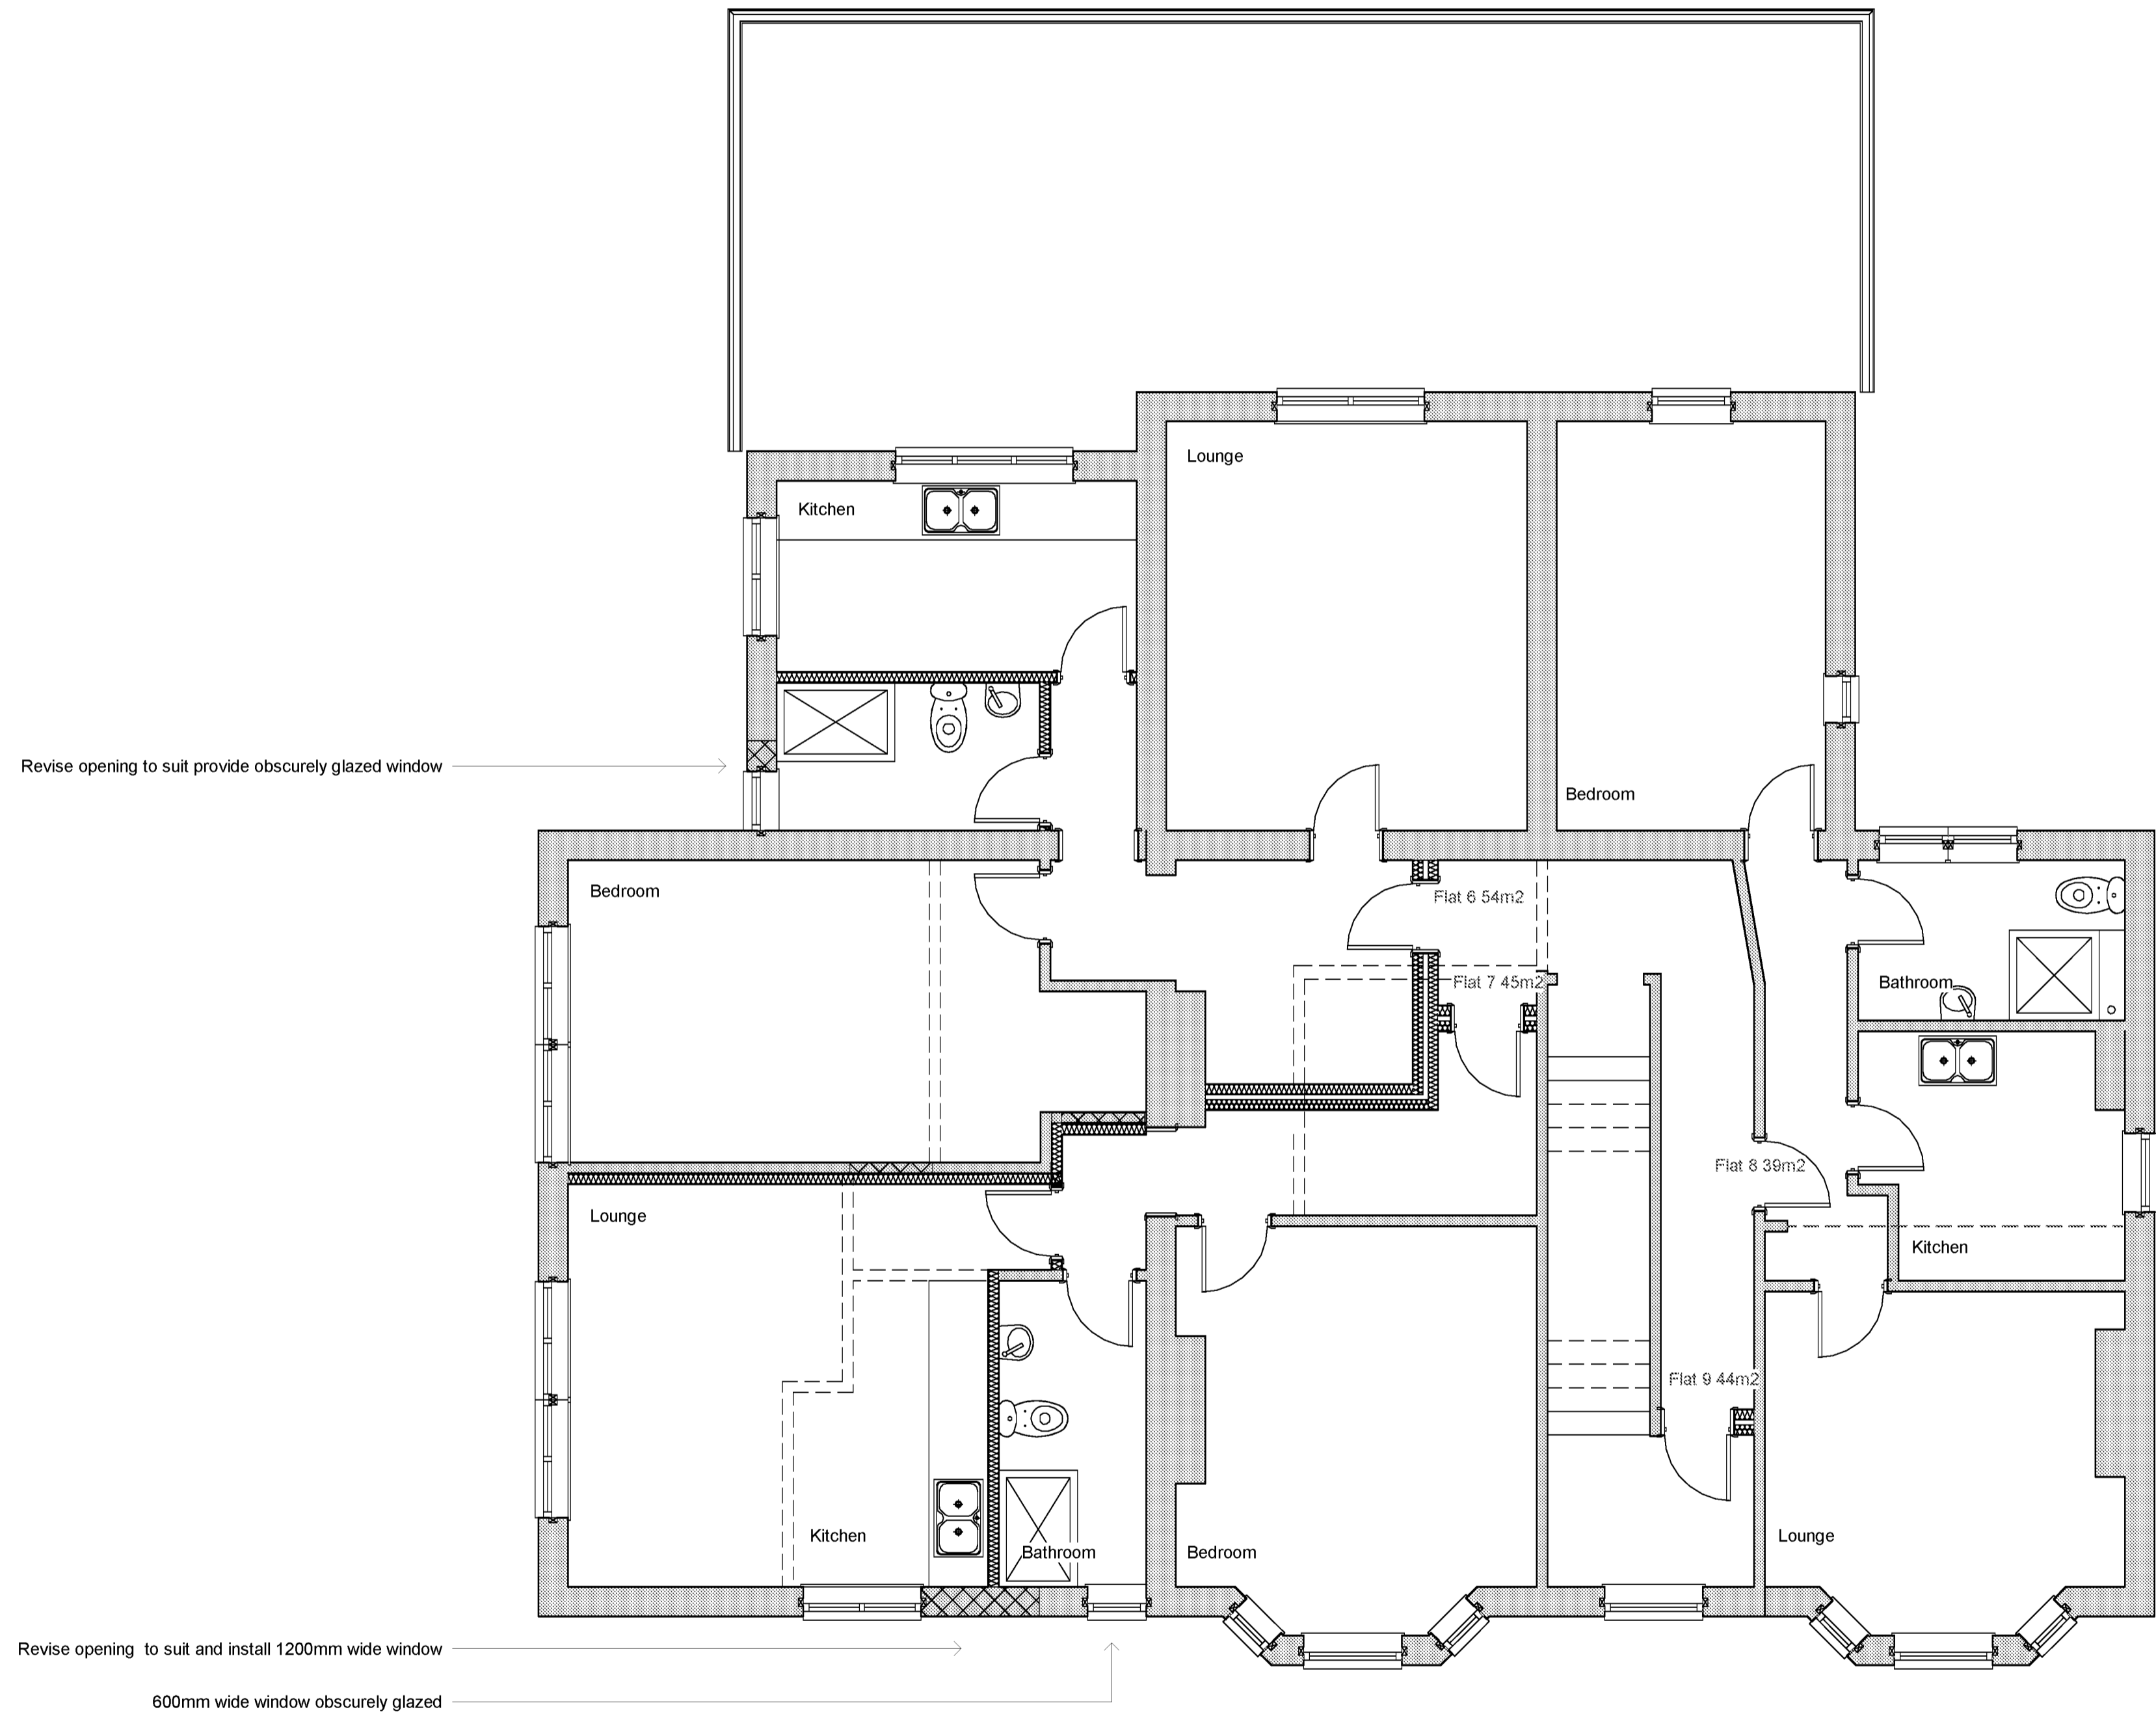 Lounge
Kitchen
Revise opening to suit provide obscurely glazed window
Bedroom
Bedroom
Flat 6 54m2
Flat 7 45m2
Bathroom
Flat 8 39m2
Lounge
Kitchen
Flat 9 44m2
Kitchen
Bathroom
Bedroom
Lounge
Revise opening to suit and install 1200mm wide window
600mm wide window obscurely glazed